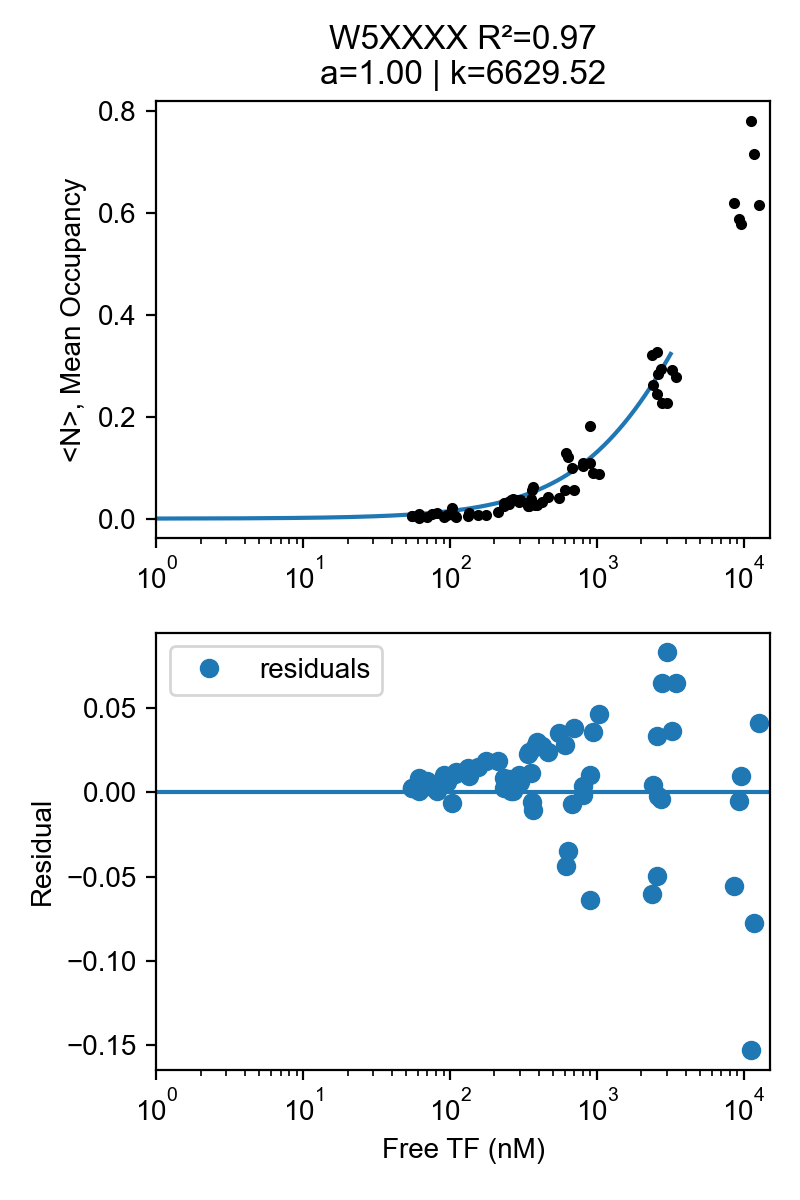 W5XXXX R²=0.97
a=1.00 | k=6629.52
<N>, Mean Occupancy
0.8
0.6
0.4
0.2
0.0
10⁰ 10¹ 10² 10³ 10⁴
residuals
Residual
0.05
0.00
−0.05
−0.10
−0.15
10⁰ 10¹ 10² 10³ 10⁴
Free TF (nM)